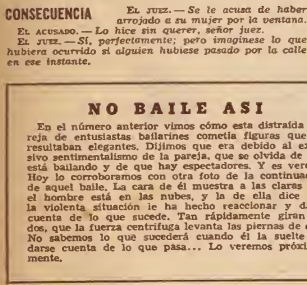 CONSECUENCIA
EL JUEZ. — Se le acusa de haber
arrojado a su mujer por la ventana.
EL ACUSADO. — Lo hice sin querer, señor juez.
EL JUEZ. — Sí, perfectamente; pero imagínese lo que
hubiera ocurrido si alguien hubiese pasado por la calle
en ese instante.
NO BAILE ASI
En el número anterior vimos cómo esta distraída
reja de entusiastas bailarines cometía figuras que
resultaban elegantes. Dijimos que era debido al ex
sivo sentimentalismo de la pareja, que se olvida de
está bailando y de que hay espectadores. Y es ver
Hoy lo corroboramos con otra foto de la continua
de aquel baile. La cara de él muestra a las claras
el hombre está en las nubes, y la de ella dice
la violenta situación le ha hecho reaccionar y d
cuenta de lo que sucede. Tan rápidamente giran
dos, que la fuerza centrífuga levanta las piernas de
No sabemos lo que sucederá cuando él la suelte
darse cuenta de lo que pasa... Lo veremos próxi
mente.